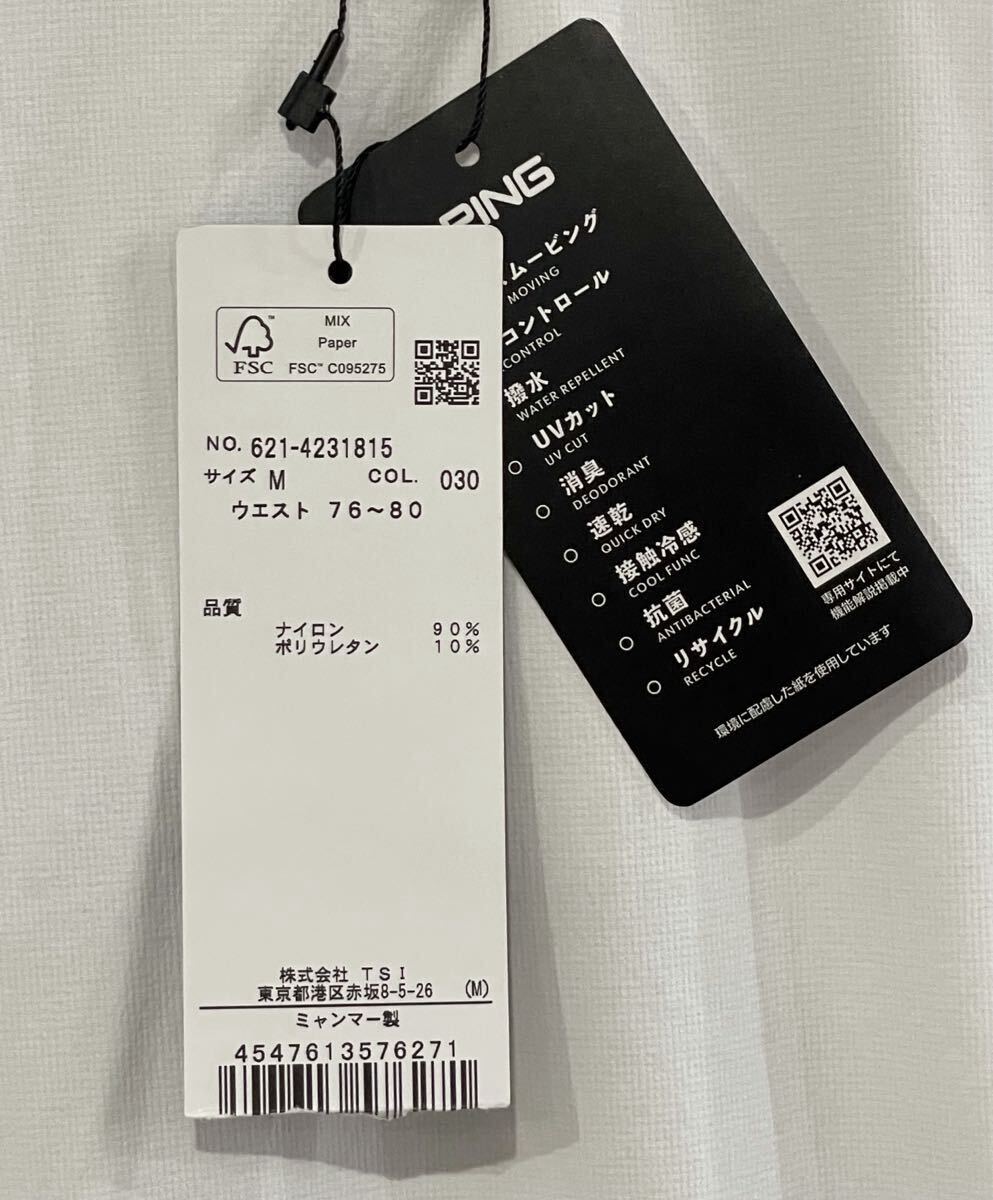 MIX
Paper
FSC™ C095275
FSC
NO. 621-4231815
サイズ M COL. 030
ウエスト 76～80
品質
ナイロン 90%
ポリウレタン 10%
株式会社 TSI
東京都港区赤坂8-5-26 (M)
ミャンマー製
4547613576271
PING
ムービング
MOVING
コントロール
CONTROL
撥水
WATER REPELLENT
UVカット
UV CUT
消臭
DEODORANT
速乾
QUICK DRY
接触冷感
COOL FUNC
抗菌
ANTIBACTERIAL
リサイクル
RECYCLE
専用サイトにて
機能解説掲載中
環境に配慮した紙を使用しています